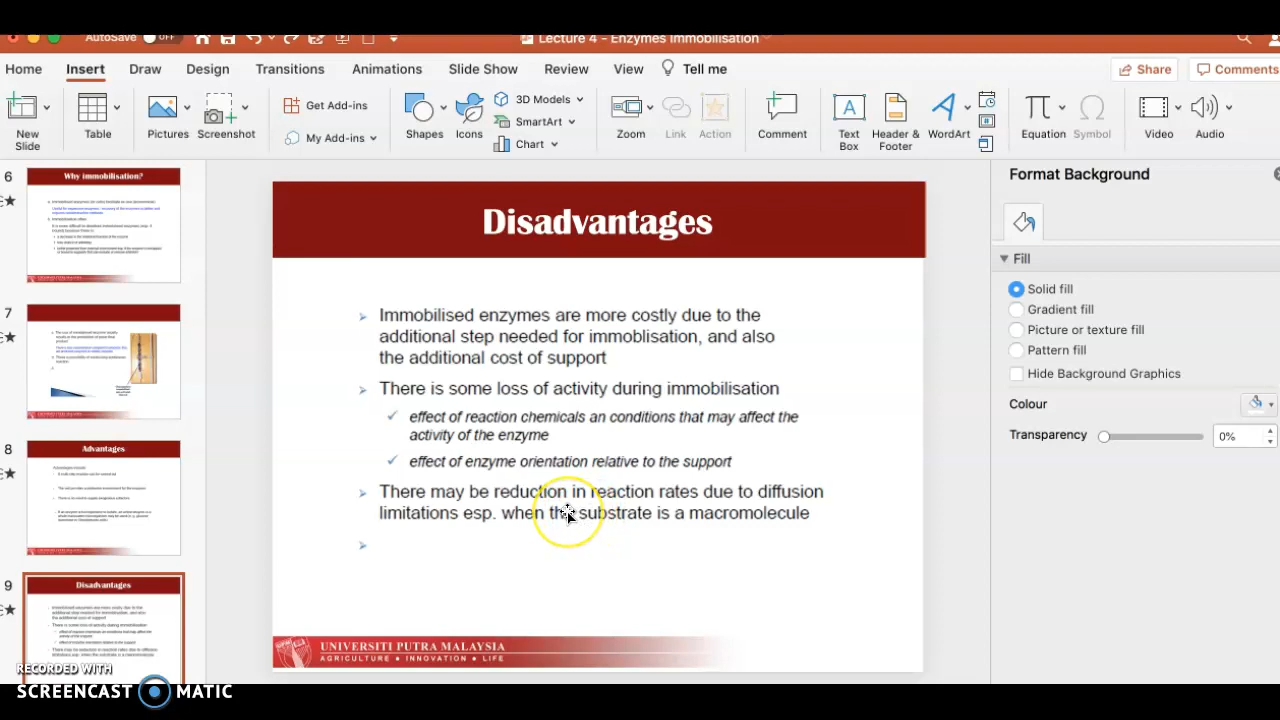 AutoSave OFF
Lecture 4 - Enzymes Immobilisation
Home Insert Draw Design Transitions Animations Slide Show Review View Tell me Share Comments
New Slide
Table
Pictures
Screenshot
Get Add-ins
My Add-ins
Shapes
Icons
3D Models
SmartArt
Chart
Zoom
Link
Action
Comment
Text Box
Header & Footer
WordArt
Equation
Symbol
Video
Audio
6
Why immobilisation?
7
8
Advantages
9
Disadvantages
Disadvantages
Immobilised enzymes are more costly due to the
additional step required for immoblisation, and also
the additional cost of support
There is some loss of activity during immobilisation
effect of reaction chemicals an conditions that may affect the
activity of the enzyme
effect of enzyme orientation relative to the support
There may be reduction in reaction rates due to diffusion
limitations esp when the substrate is a macromolecule
UNIVERSITI PUTRA MALAYSIA
AGRICULTURE • INNOVATION • LIFE
Format Background
Fill
Solid fill
Gradient fill
Picture or texture fill
Pattern fill
Hide Background Graphics
Colour
Transparency 0%
RECORDED WITH
SCREENCAST MATIC